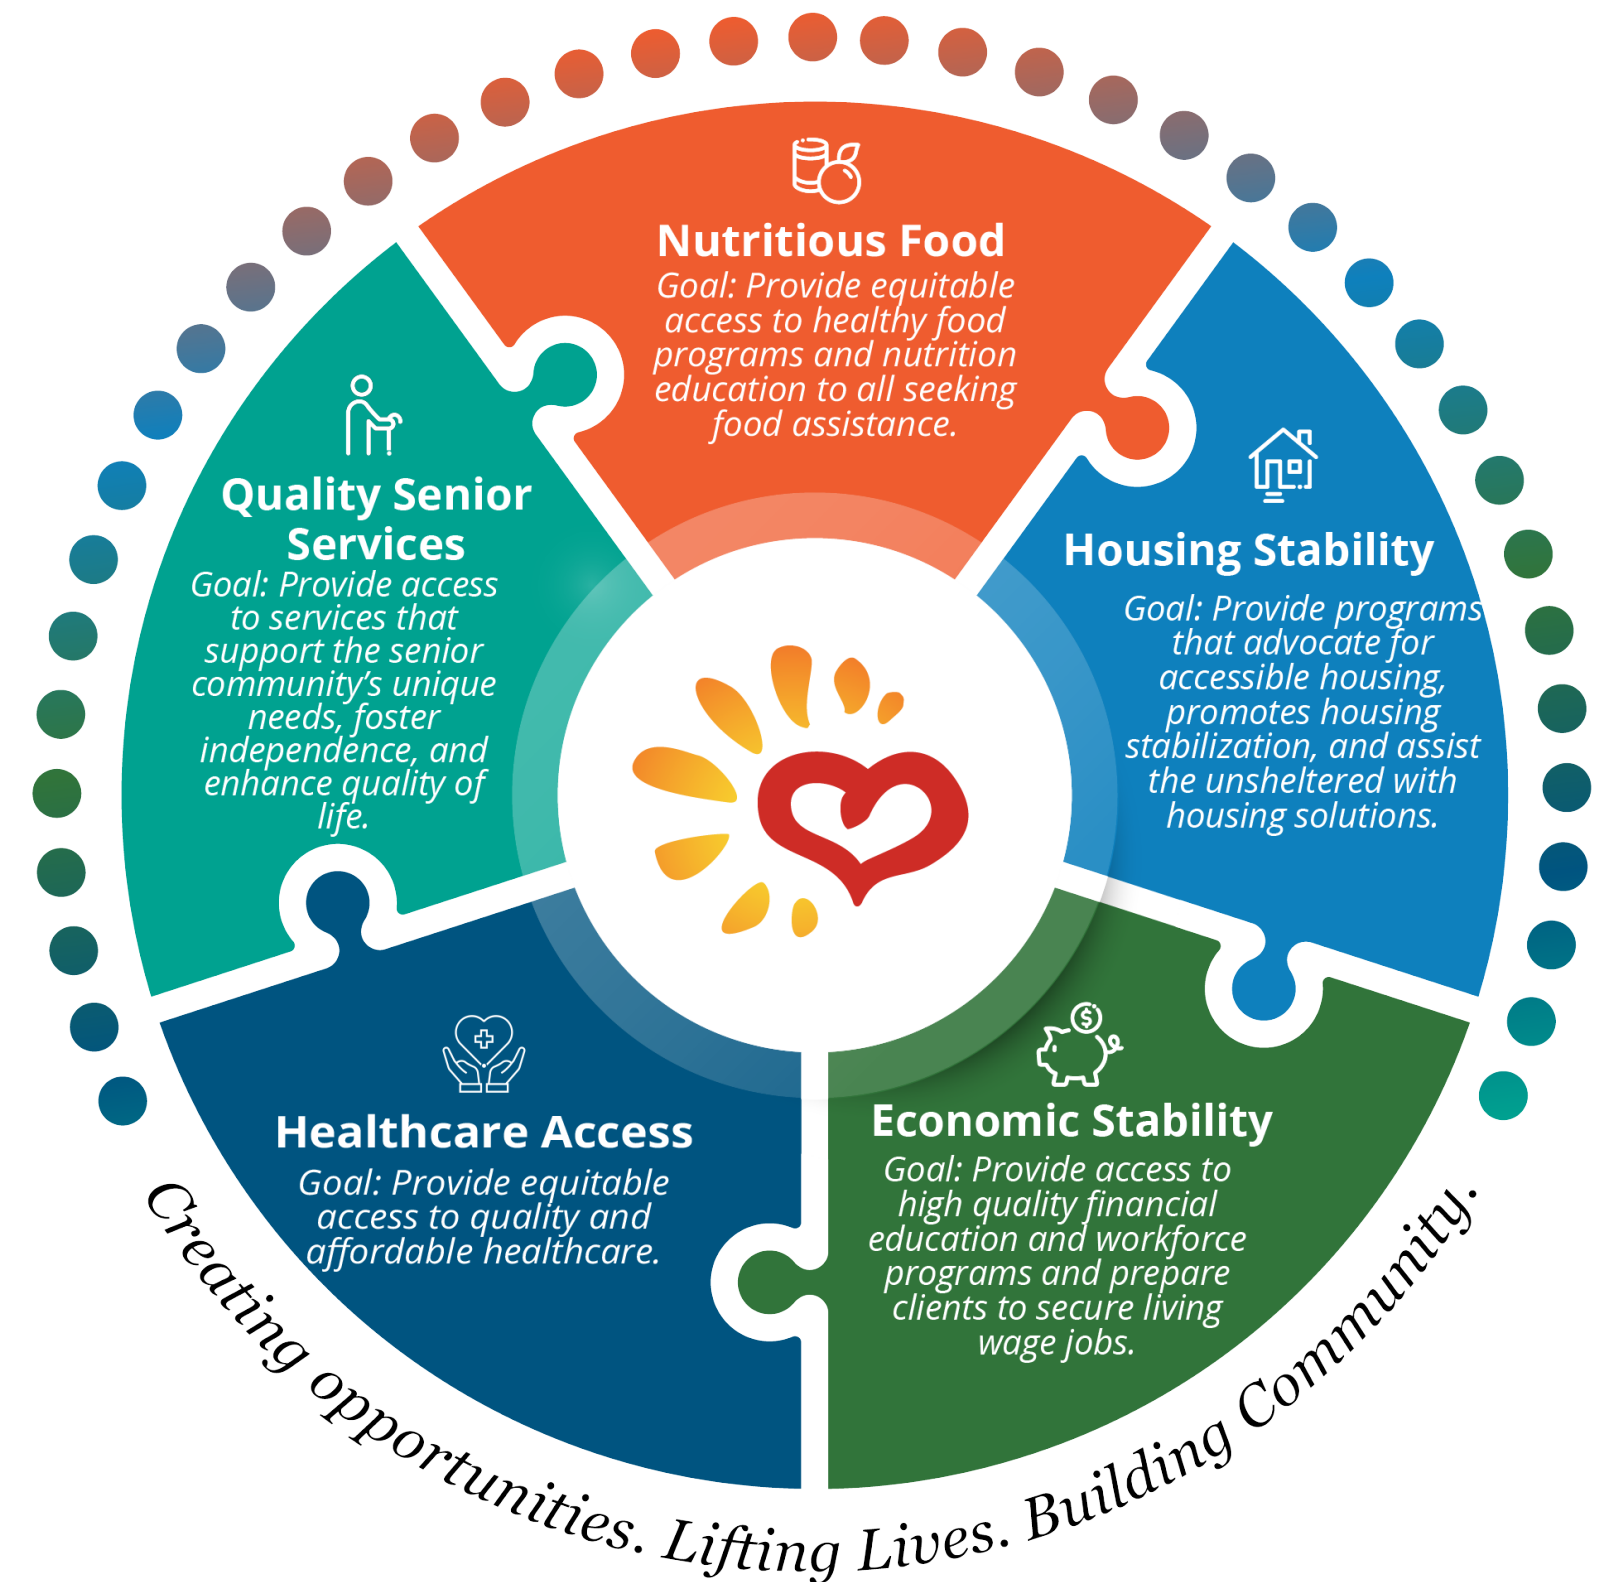 Nutritious Food
Goal: Provide equitable
access to healthy food
programs and nutrition
education to all seeking
food assistance.
Housing Stability
Goal: Provide programs
that advocate for
accessible housing,
promotes housing
stabilization, and assist
the unsheltered with
housing solutions.
Economic Stability
Goal: Provide access to
high quality financial
education and workforce
programs and prepare
clients to secure living
wage jobs.
Healthcare Access
Goal: Provide equitable
access to quality and
affordable healthcare.
Quality Senior
Services
Goal: Provide access
to services that
support the senior
community’s unique
needs, foster
independence, and
enhance quality of
life.
Creating opportunities. Lifting Lives. Building Community.